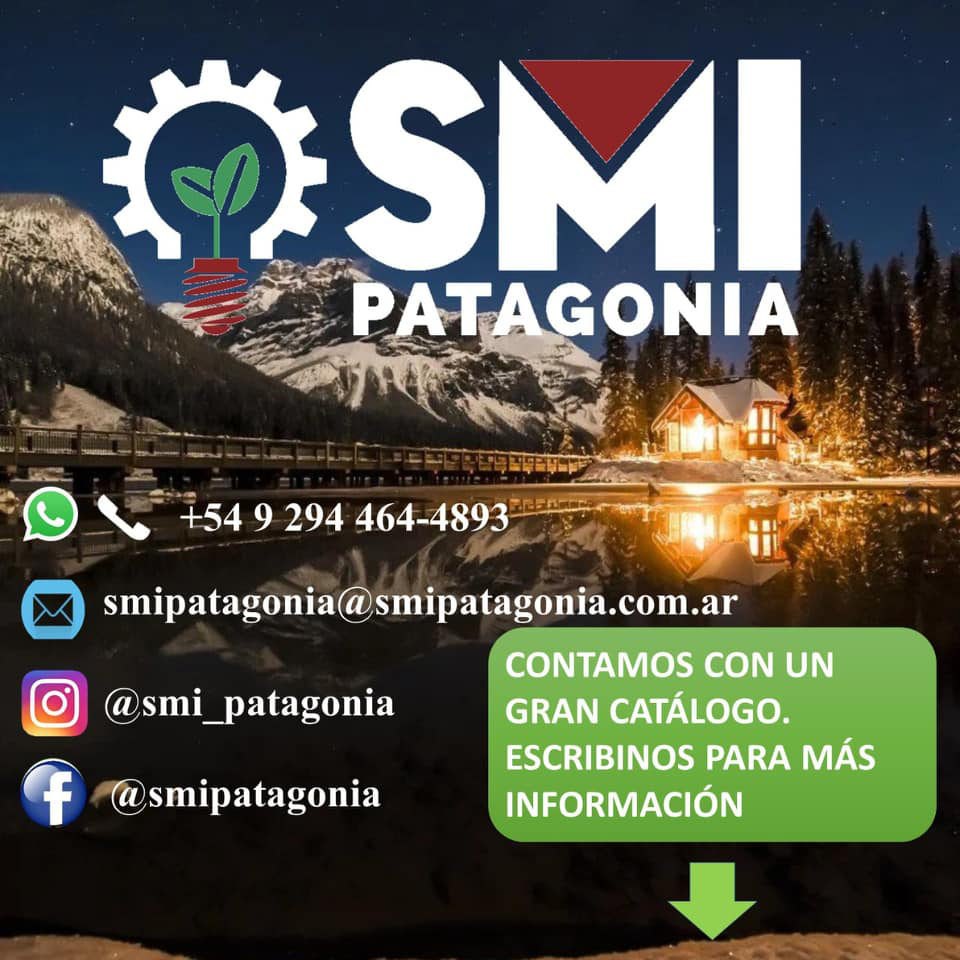 SMI
PATAGONIA
+54 9 294 464-4893
smipatagonia@smipatagonia.com.ar
@smi_patagonia
@smipatagonia
CONTAMOS CON UN
GRAN CATÁLOGO.
ESCRIBINOS PARA MÁS
INFORMACIÓN